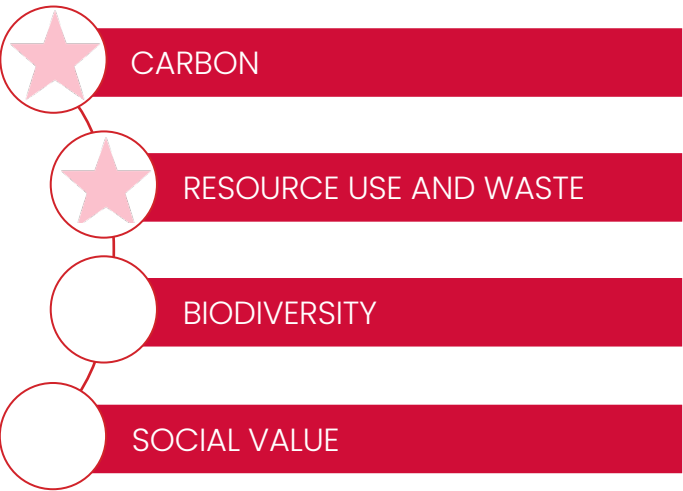 CARBON
RESOURCE USE AND WASTE
BIODIVERSITY
SOCIAL VALUE